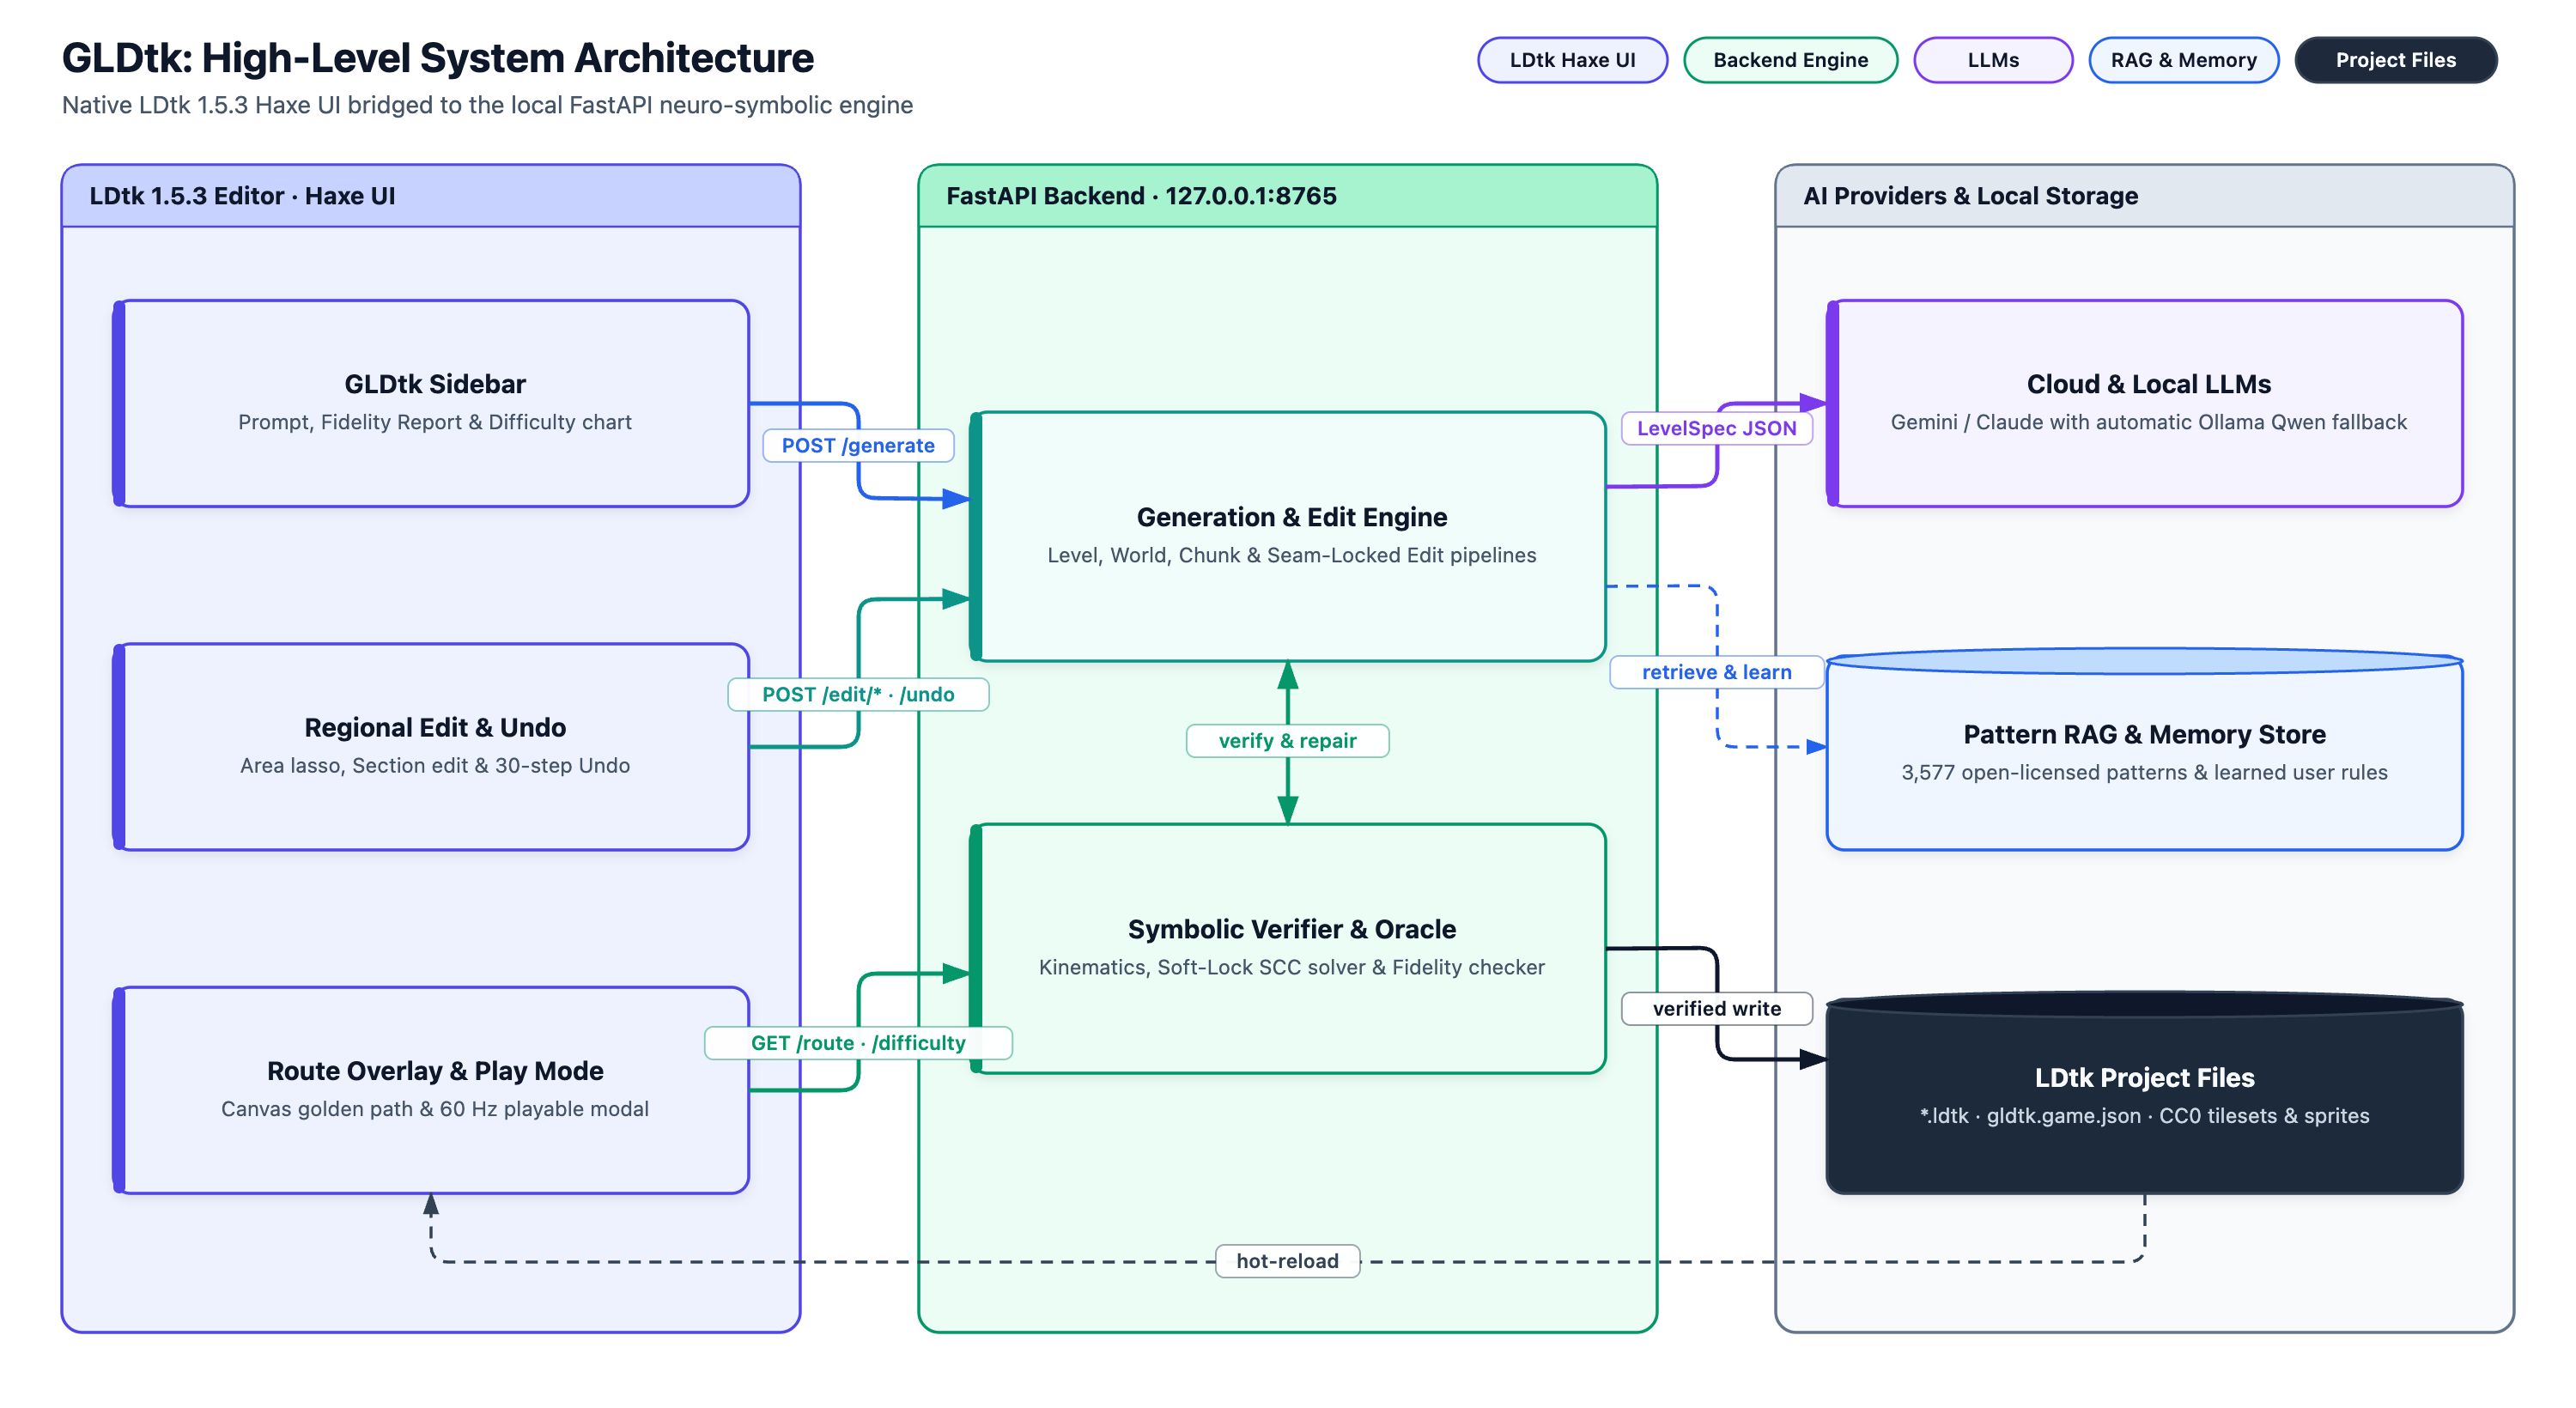 GLDtk: High-Level System Architecture
Native LDtk 1.5.3 Haxe UI bridged to the local FastAPI neuro-symbolic engine
LDtk Haxe UI
Backend Engine
LLMs
RAG & Memory
Project Files
LDtk 1.5.3 Editor · Haxe UI
GLDtk Sidebar
Prompt, Fidelity Report & Difficulty chart
Regional Edit & Undo
Area lasso, Section edit & 30-step Undo
Route Overlay & Play Mode
Canvas golden path & 60 Hz playable modal
POST /generate
POST /edit/* · /undo
GET /route · /difficulty
FastAPI Backend · 127.0.0.1:8765
Generation & Edit Engine
Level, World, Chunk & Seam-Locked Edit pipelines
verify & repair
Symbolic Verifier & Oracle
Kinematics, Soft-Lock SCC solver & Fidelity checker
hot-reload
LevelSpec JSON
retrieve & learn
verified write
AI Providers & Local Storage
Cloud & Local LLMs
Gemini / Claude with automatic Ollama Qwen fallback
Pattern RAG & Memory Store
3,577 open-licensed patterns & learned user rules
LDtk Project Files
*.ldtk · gldtk.game.json · CC0 tilesets & sprites